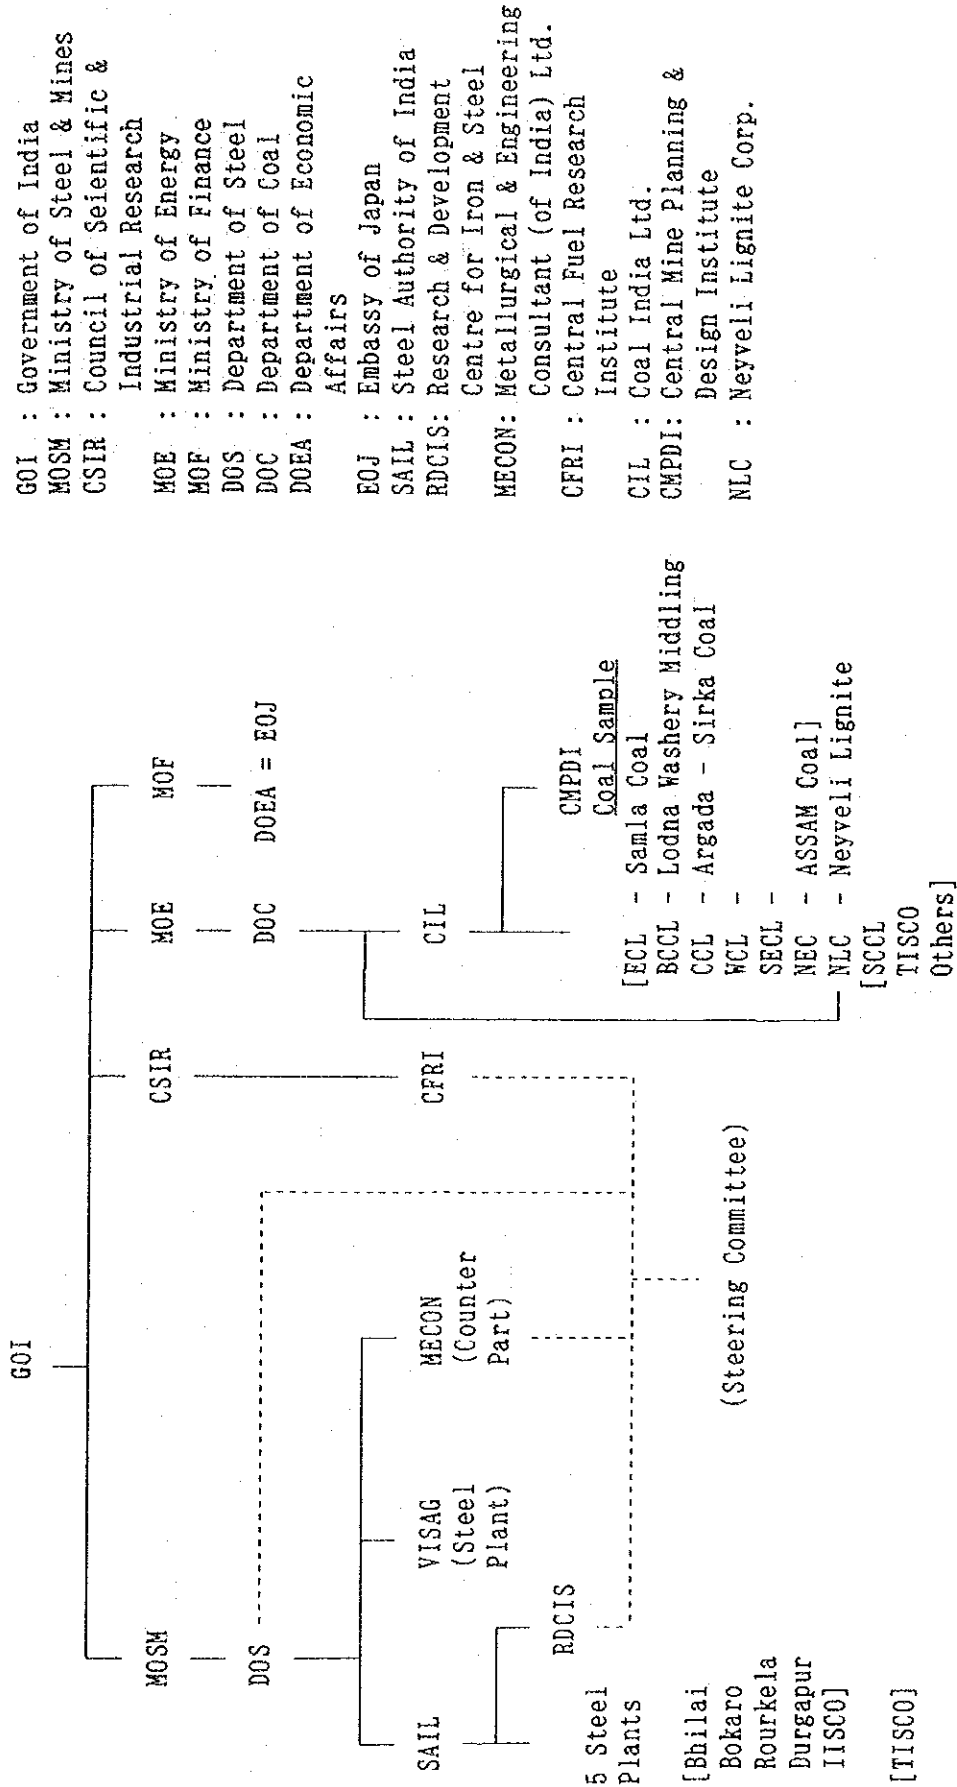 GOI
MOSM
CSIR
MOE
MOF
DOS
DOC
DOEA = EOJ
SAIL
VISAG
(Steel
Plant)
MECON
(Counter
Part)
CFRI
CIL
5 Steel
Plants
RDCIS
CMPDI
Coal Sample
[Bhilai
Bokaro
Rourkela
Durgapur
IISCO]
[TISCO]
(Steering Committee)
[ECL - Samla Coal
BCCL - Lodna Washery Middling
CCL - Argada - Sirka Coal
WCL -
SECL -
NEC - ASSAM Coal]
NLC - Neyveli Lignite
[SCCL
TISCO
Others]
GOI : Government of India
MOSM : Ministry of Steel & Mines
CSIR : Council of Seientific &
Industrial Research
MOE : Ministry of Energy
MOF : Ministry of Finance
DOS : Department of Steel
DOC : Department of Coal
DOEA : Department of Economic
Affairs
EOJ : Embassy of Japan
SAIL : Steel Authority of India
RDCIS: Research & Development
Centre for Iron & Steel
MECON: Metallurgical & Engineering
Consultant (of India) Ltd.
CFRI : Central Fuel Research
Institute
CIL : Coal India Ltd.
CMPDI: Central Mine Planning &
Design Institute
NLC : Neyveli Lignite Corp.